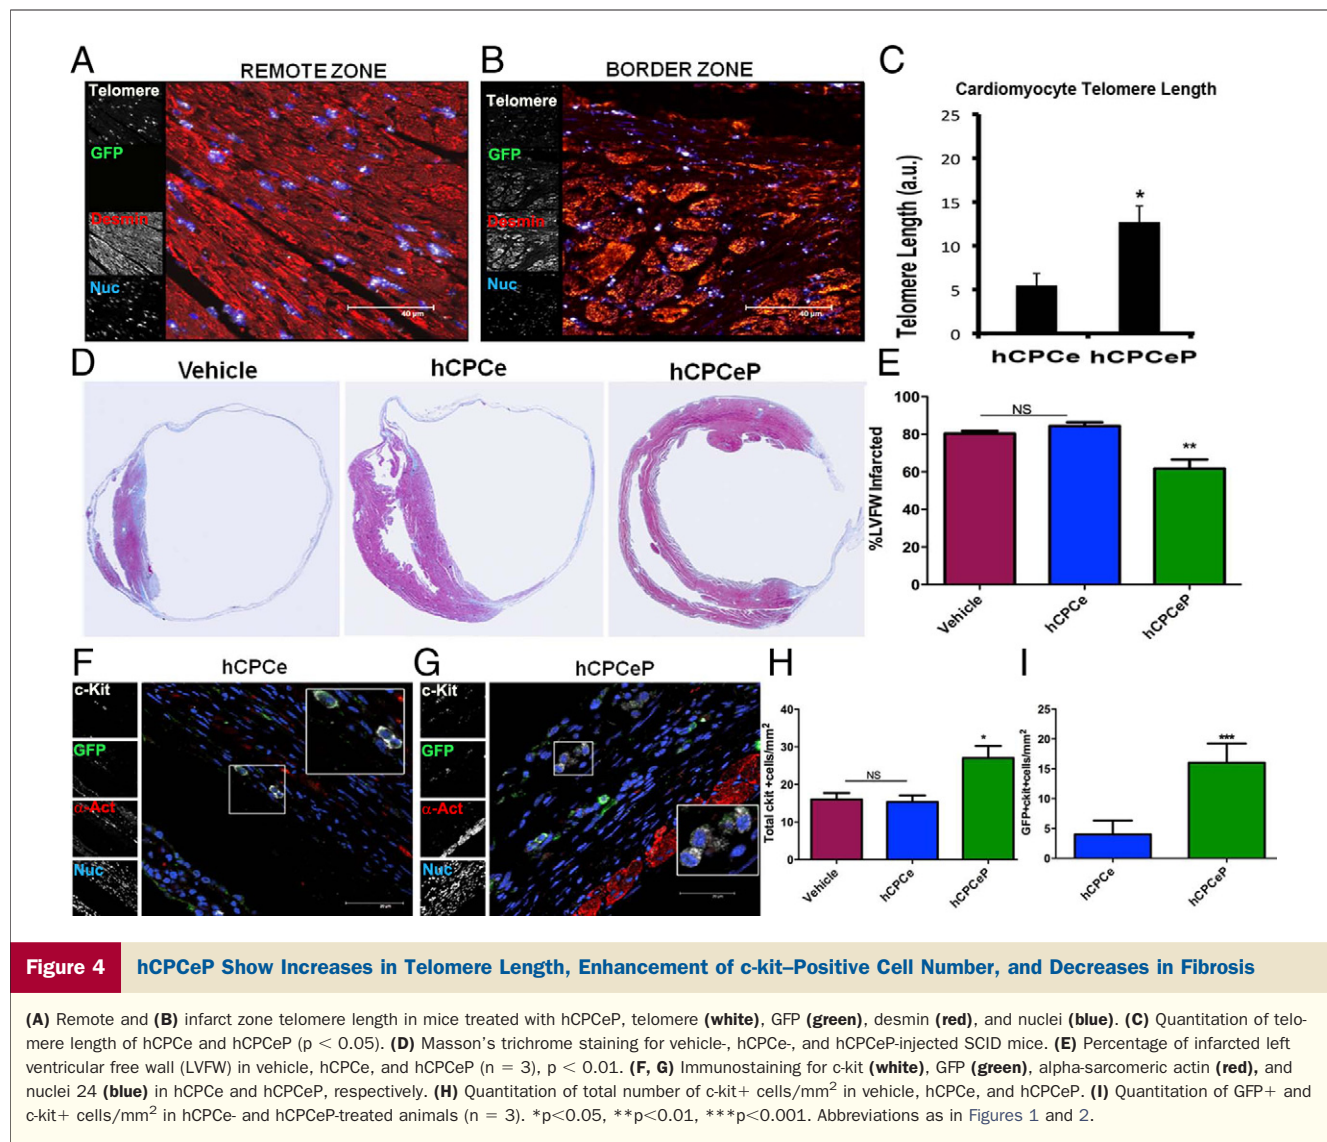 A
REMOTE ZONE
Telomere
GFP
Desmin
Nuc
40 µm
B
BORDER ZONE
Telomere
GFP
Desmin
Nuc
40 µm
C
Cardiomyocyte Telomere Length
Telomere Length (a.u.)
25
20
15
10
5
0
*
hCPCe hCPCeP
D
Vehicle
hCPCe
hCPCeP
E
%LVFW Infarcted
100
80
60
40
20
0
NS
**
Vehicle
hCPCe
hCPCeP
F
hCPCe
c-Kit
GFP
α-Act
Nuc
G
hCPCeP
c-Kit
GFP
α-Act
Nuc
H
Total ckit +cells/mm²
40
30
20
10
0
NS
*
Vehicle
hCPCe
hCPCeP
I
GFP+ckit+cells/mm²
25
20
15
10
5
0
***
hCPCe
hCPCeP
Figure 4
hCPCeP Show Increases in Telomere Length, Enhancement of c-kit–Positive Cell Number, and Decreases in Fibrosis
(A) Remote and (B) infarct zone telomere length in mice treated with hCPCeP, telomere (white), GFP (green), desmin (red), and nuclei (blue). (C) Quantitation of telo-
mere length of hCPCe and hCPCeP (p < 0.05). (D) Masson's trichrome staining for vehicle-, hCPCe-, and hCPCeP-injected SCID mice. (E) Percentage of infarcted left
ventricular free wall (LVFW) in vehicle, hCPCe, and hCPCeP (n = 3), p < 0.01. (F, G) Immunostaining for c-kit (white), GFP (green), alpha-sarcomeric actin (red), and
nuclei 24 (blue) in hCPCe and hCPCeP, respectively. (H) Quantitation of total number of c-kit+ cells/mm² in vehicle, hCPCe, and hCPCeP. (I) Quantitation of GFP+ and
c-kit+ cells/mm² in hCPCe- and hCPCeP-treated animals (n = 3). *p<0.05, **p<0.01, ***p<0.001. Abbreviations as in Figures 1 and 2.